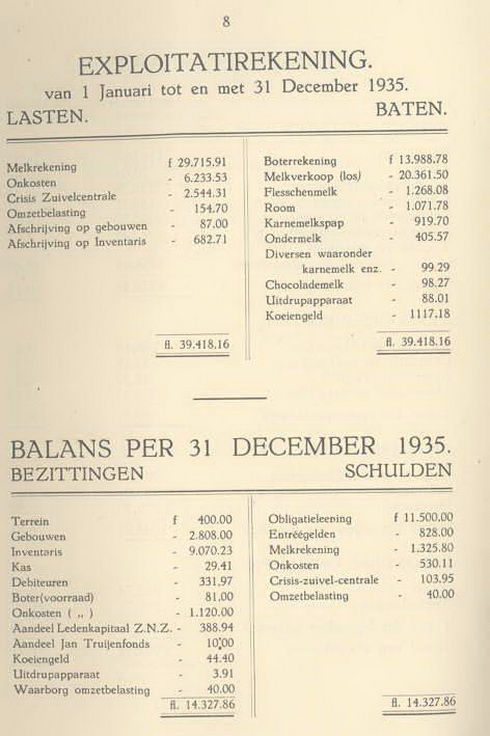 8
EXPLOITATIREKENING.
van 1 Januari tot en met 31 December 1935.
LASTEN.
BATEN.
Melkrekening f 29.715.91
Onkosten - 6.233.53
Crisis Zuivelcentrale - 2.544.31
Omzetbelasting - 154.70
Afschrijving op gebouwen - 87.00
Afschrijving op Inventaris - 682.71
fl. 39.418.16
Boterrekening f 13.988.78
Melkverkoop (los) - 20.361.50
Flesschenmelk - 1.268.08
Room - 1.071.78
Karnemelkspap - 919.70
Ondermelk - 405.57
Diversen waaronder
karnemelk enz. - 99.29
Chocolademelk - 98.27
Uitdrupapparaat - 88.01
Koeiengeld - 1117.18
fl. 39.418.16
BALANS PER 31 DECEMBER 1935.
BEZITTINGEN
SCHULDEN
Terrein f 400.00
Gebouwen - 2.808.00
Inventaris - 9.070.23
Kas - 29.41
Debiteuren - 331,97
Boter(voorraad) - 81,00
Onkosten ( „ ) - 1.120.00
Aandeel Ledenkapitaal Z.N.Z. - 388.94
Aandeel Jan Truijenfonds - 10.00
Koeiengeld - 44.40
Uitdrupapparaat - 3.91
Waarborg omzetbelasting - 40.00
fl. 14.327.86
Obligatieleening f 11.500,00
Entréegelden - 828.00
Melkrekening - 1.325.80
Onkosten - 530.11
Crisis-zuivel-centrale - 103.95
Omzetbelasting - 40.00
fl. 14.327.86